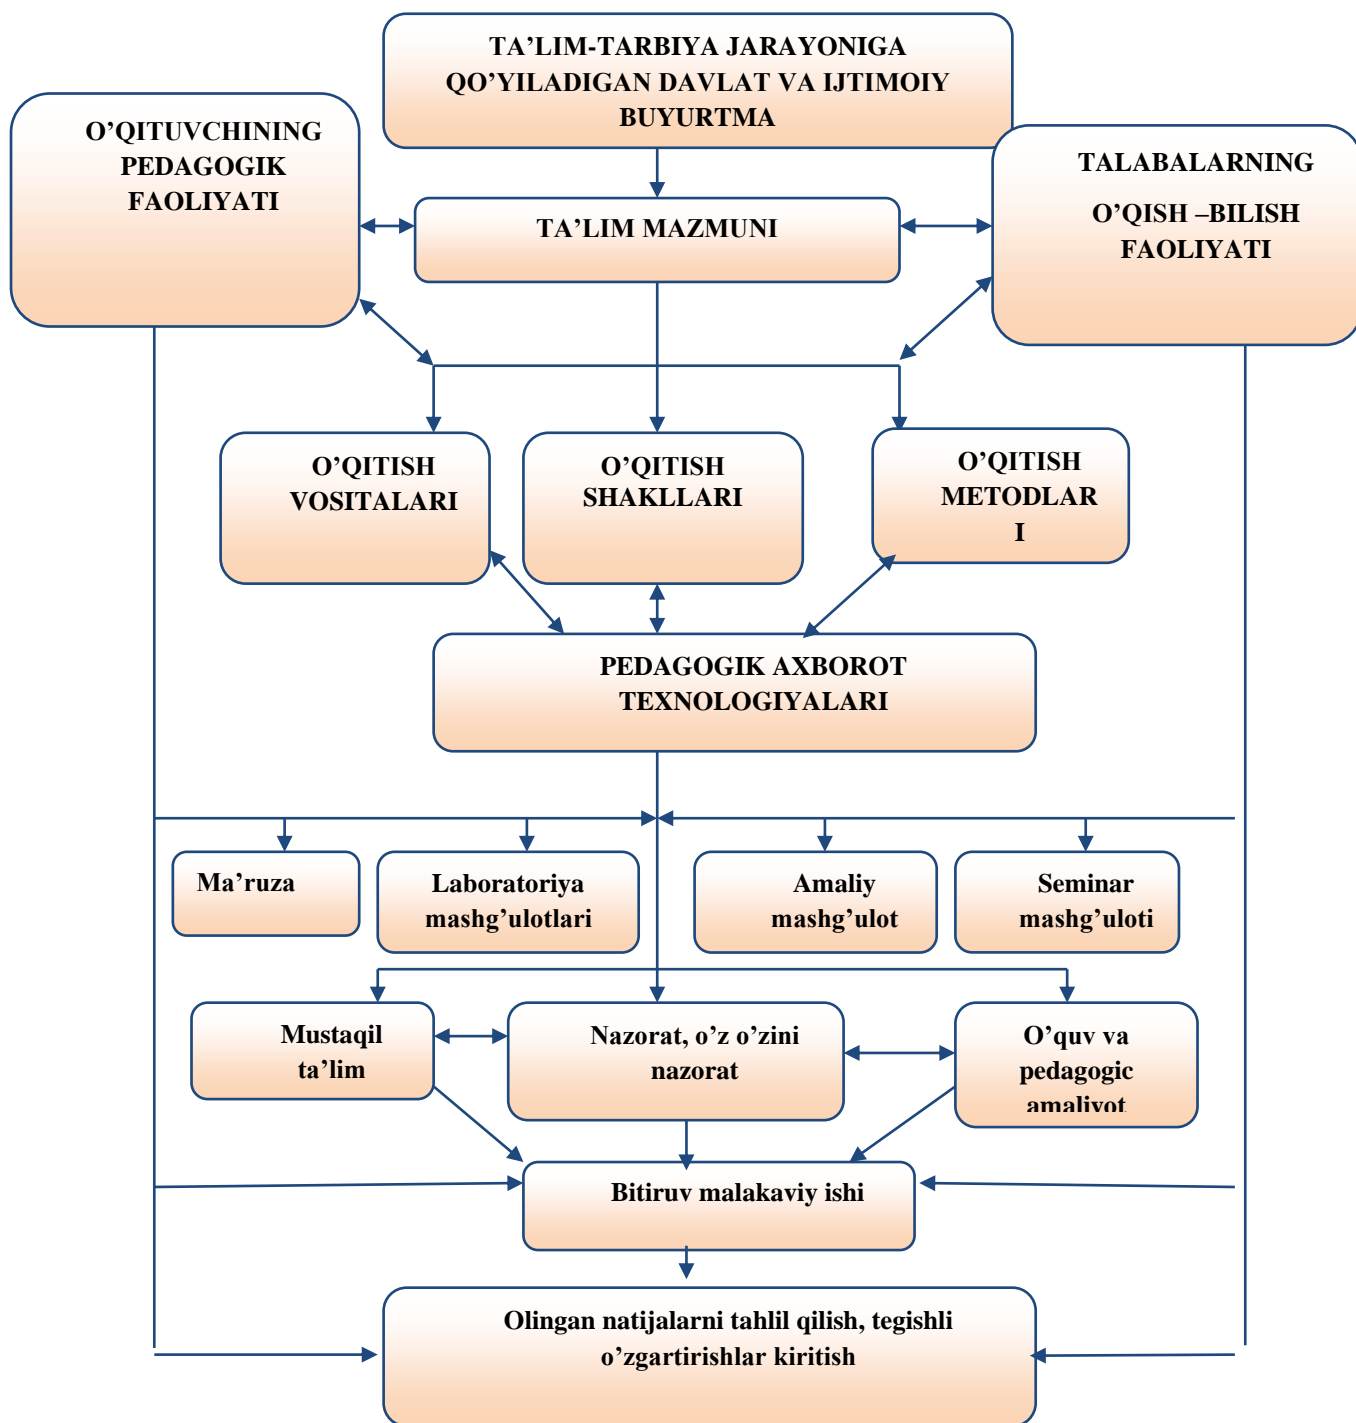 TA’LIM-TARBIYA JARAYONIGA
QO’YILADIGAN DAVLAT VA IJTIMOIY
BUYURTMA
O’QITUVCHINING
PEDAGOGIK
FAOLIYATI
TALABALARNING
O’QISH –BILISH
FAOLIYATI
TA’LIM MAZMUNI
O’QITISH
VOSITALARI
O’QITISH
SHAKLLARI
O’QITISH
METODLAR
I
PEDAGOGIK AXBOROT
TEXNOLOGIYALARI
Ma’ruza
Laboratoriya
mashg’ulotlari
Amaliy
mashg’ulot
Seminar
mashg’uloti
Mustaqil
ta’lim
Nazorat, o’z o’zini
nazorat
O’quv va
pedagogic
amaliyot
Bitiruv malakaviy ishi
Olingan natijalarni tahlil qilish, tegishli
o’zgartirishlar kiritish